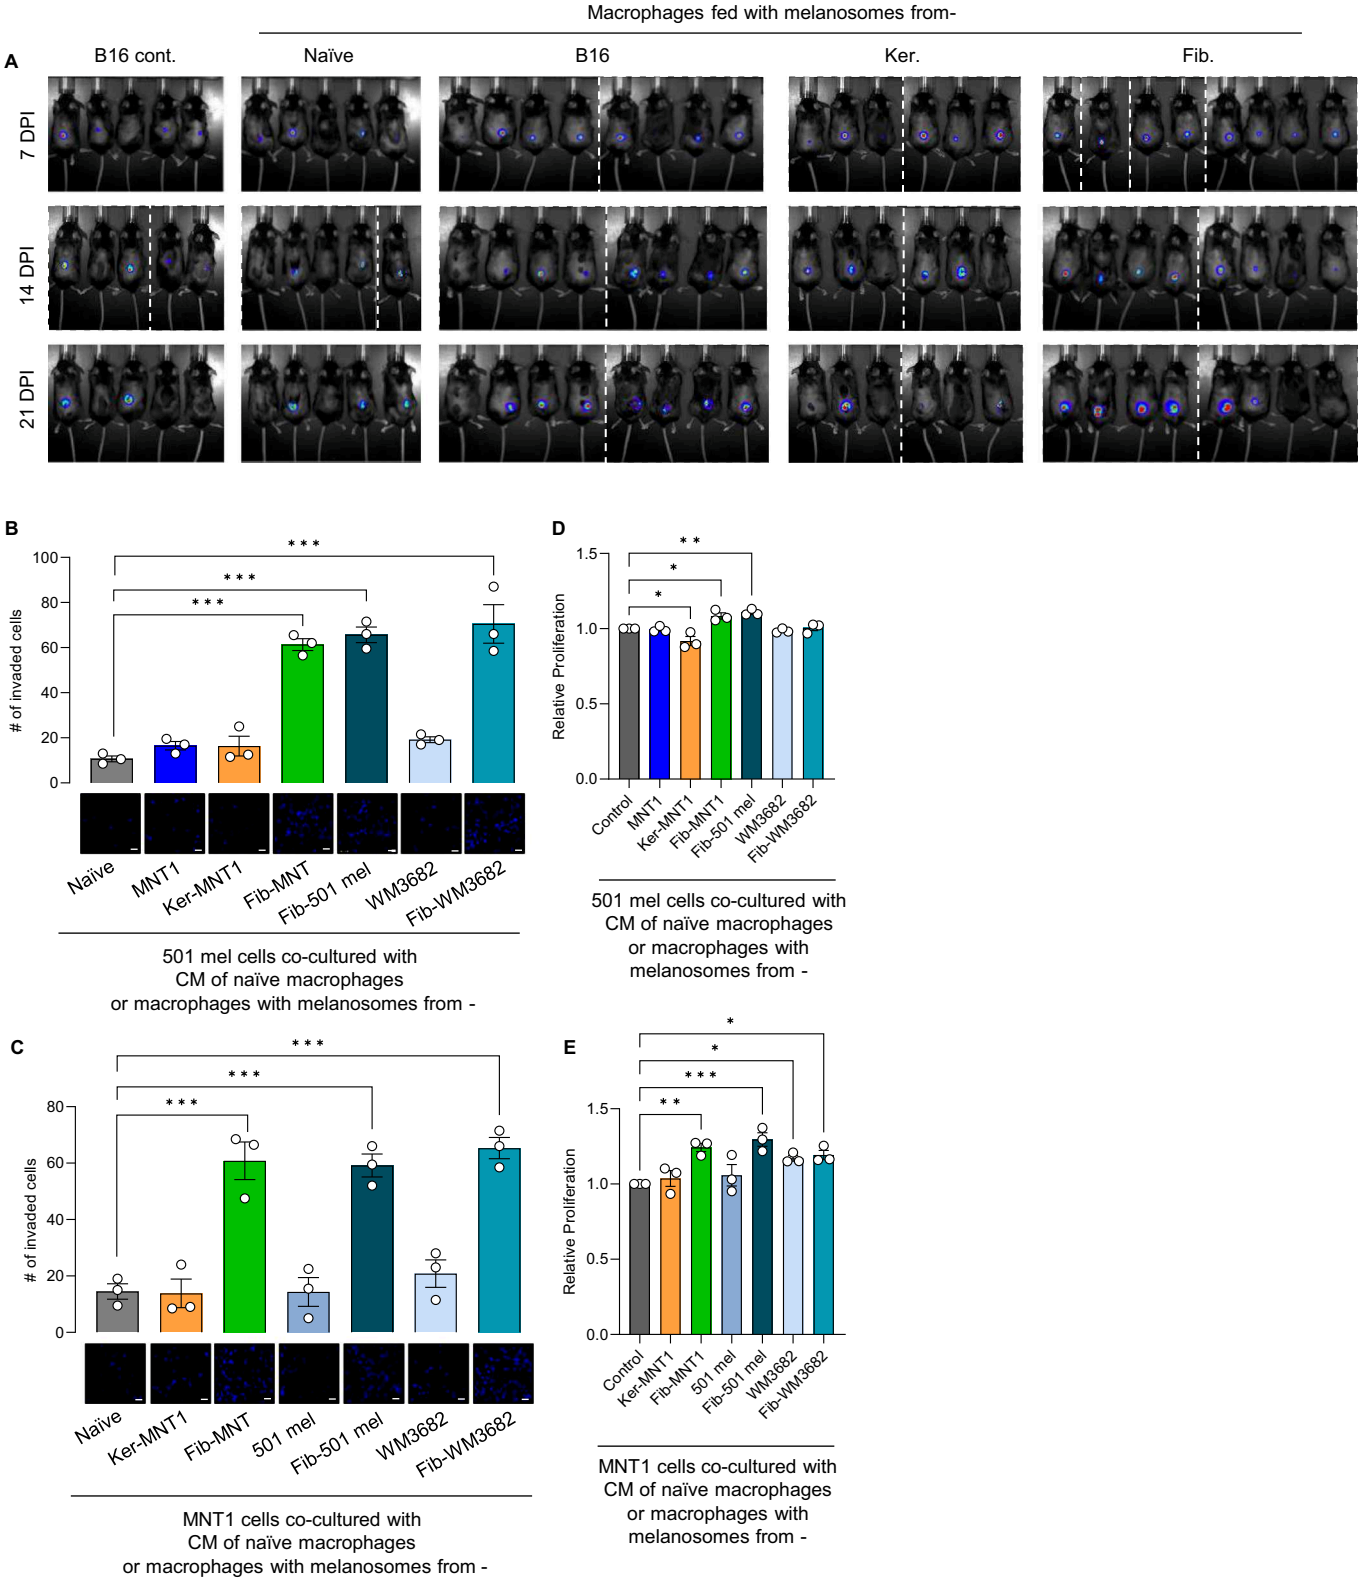 Macrophages fed with melanosomes from-
A
B16 cont.
Naïve
B16
Ker.
Fib.
7 DPI
14 DPI
21 DPI
B
# of invaded cells
100
80
60
40
20
0
***
***
***
Naïve
MNT1
Ker-MNT1
Fib-MNT
Fib-501 mel
WM3682
Fib-WM3682
501 mel cells co-cultured with
CM of naïve macrophages
or macrophages with melanosomes from -
D
Relative Proliferation
1.5
1.0
0.5
0.0
**
*
*
Control
MNT1
Ker-MNT1
Fib-MNT1
Fib-501 mel
WM3682
Fib-WM3682
501 mel cells co-cultured with
CM of naïve macrophages
or macrophages with
melanosomes from -
C
# of invaded cells
80
60
40
20
0
***
***
***
Naïve
Ker-MNT1
Fib-MNT
501 mel
Fib-501 mel
WM3682
Fib-WM3682
MNT1 cells co-cultured with
CM of naïve macrophages
or macrophages with melanosomes from -
E
Relative Proliferation
1.5
1.0
0.5
0.0
*
*
***
**
Control
Ker-MNT1
Fib-MNT1
501 mel
Fib-501 mel
WM3682
Fib-WM3682
MNT1 cells co-cultured with
CM of naïve macrophages
or macrophages with
melanosomes from -